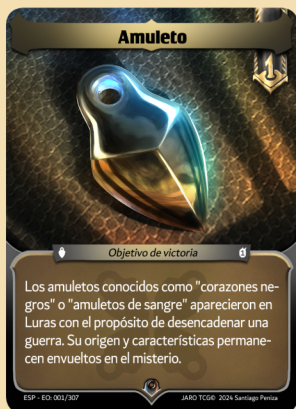 Amuleto
1
Objetivo de victoria
Los amuletos conocidos como "corazones ne-
gros" o "amuletos de sangre" aparecieron en
Luras con el propósito de desencadenar una
guerra. Su origen y características permane-
cen envueltos en el misterio.
ESP - EO: 001/307 JARO TCG© 2024 Santiago Peniza